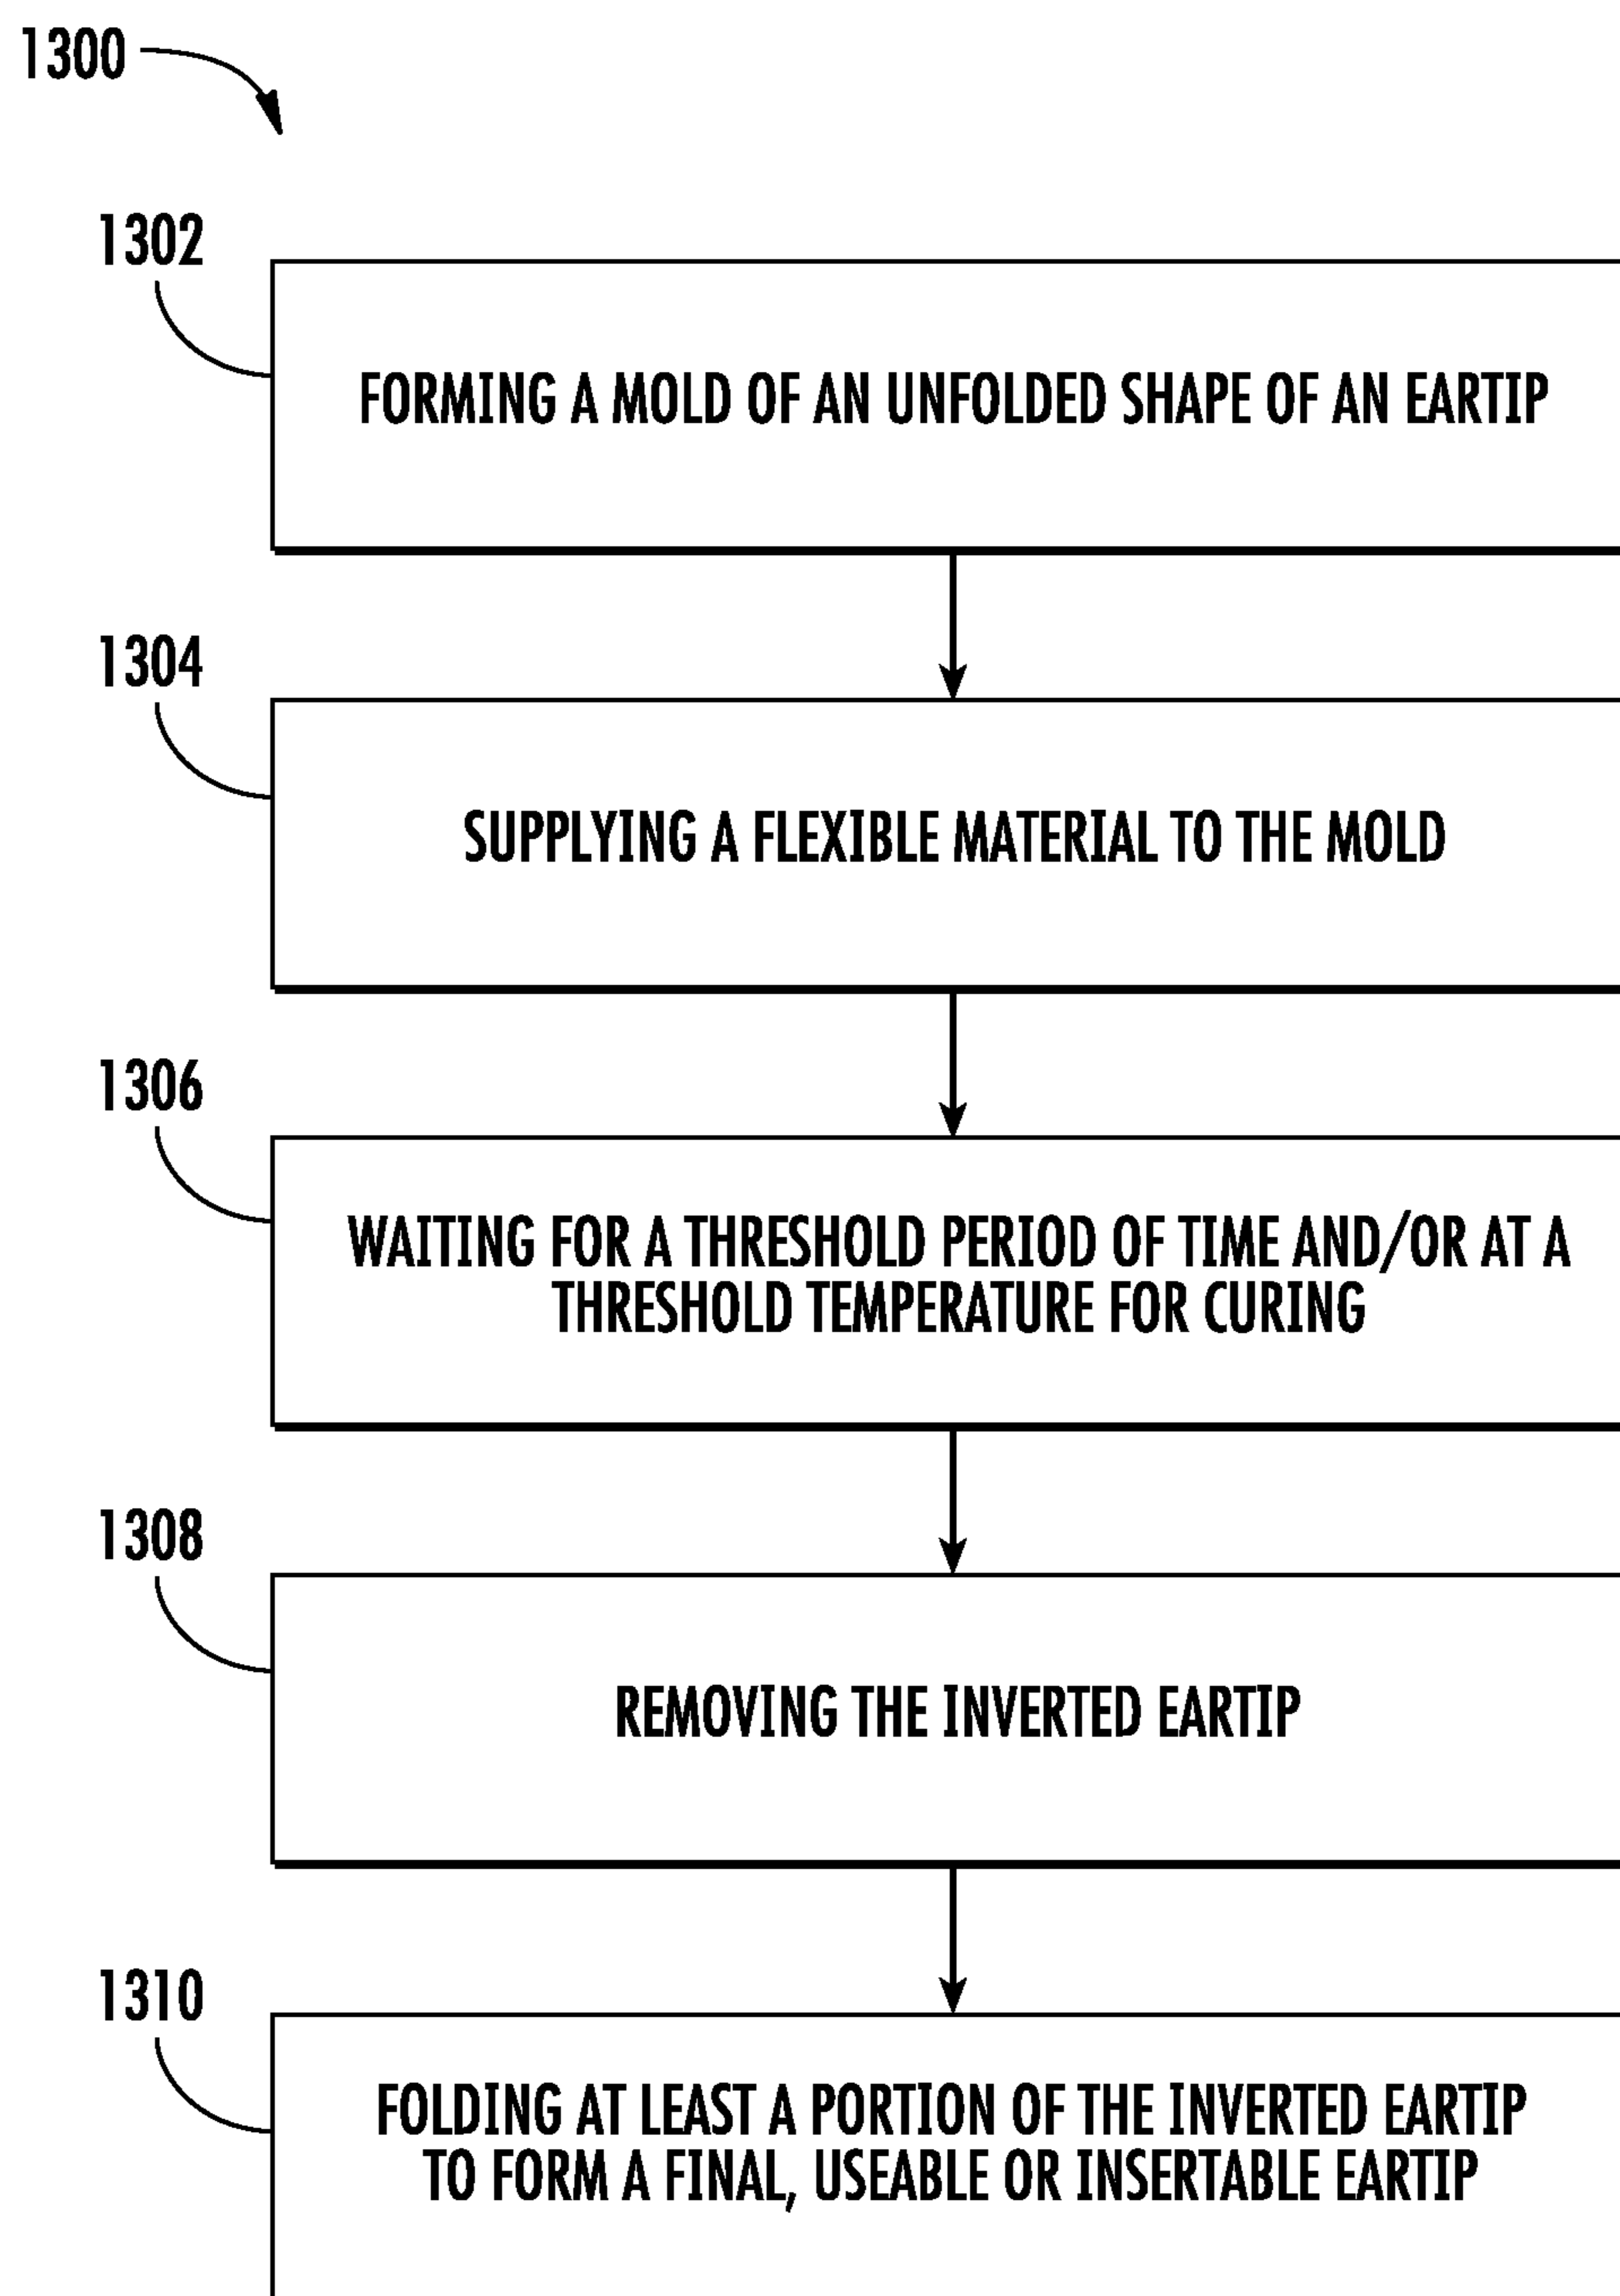 1300
1302
FORMING A MOLD OF AN UNFOLDED SHAPE OF AN EARTIP
1304
SUPPLYING A FLEXIBLE MATERIAL TO THE MOLD
1306
WAITING FOR A THRESHOLD PERIOD OF TIME AND/OR AT A
THRESHOLD TEMPERATURE FOR CURING
1308
REMOVING THE INVERTED EARTIP
1310
FOLDING AT LEAST A PORTION OF THE INVERTED EARTIP
TO FORM A FINAL, USEABLE OR INSERTABLE EARTIP